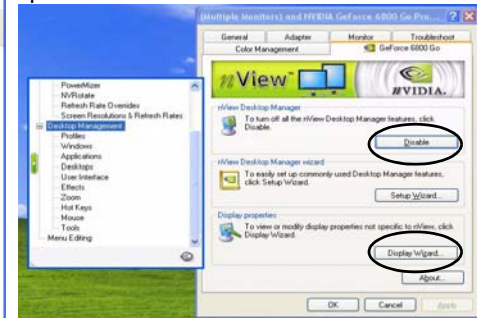 (Multiple Monitors) and NVIDIA GeForce 6800 Go Pro...
General
Adapter
Monitor
Troubleshoot
Color Management
GeForce 6800 Go
nView
NVIDIA.
nView Desktop Manager
To turn off all the nView Desktop Manager features, click
Disable.
Disable
nView Desktop Manager wizard
To easily set up commonly used Desktop Manager features,
click Setup Wizard.
Setup Wizard...
Display properties
To view or modify display properties not specific to nView, click
Display Wizard.
Display Wizard...
About...
OK
Cancel
Apply
PowerMizer
NVRotate
Refresh Rate Overrides
Screen Resolutions & Refresh Rates
Desktop Management
Profiles
Windows
Applications
Desktops
User Interface
Effects
Zoom
Hot Keys
Mouse
Tools
Menu Editing